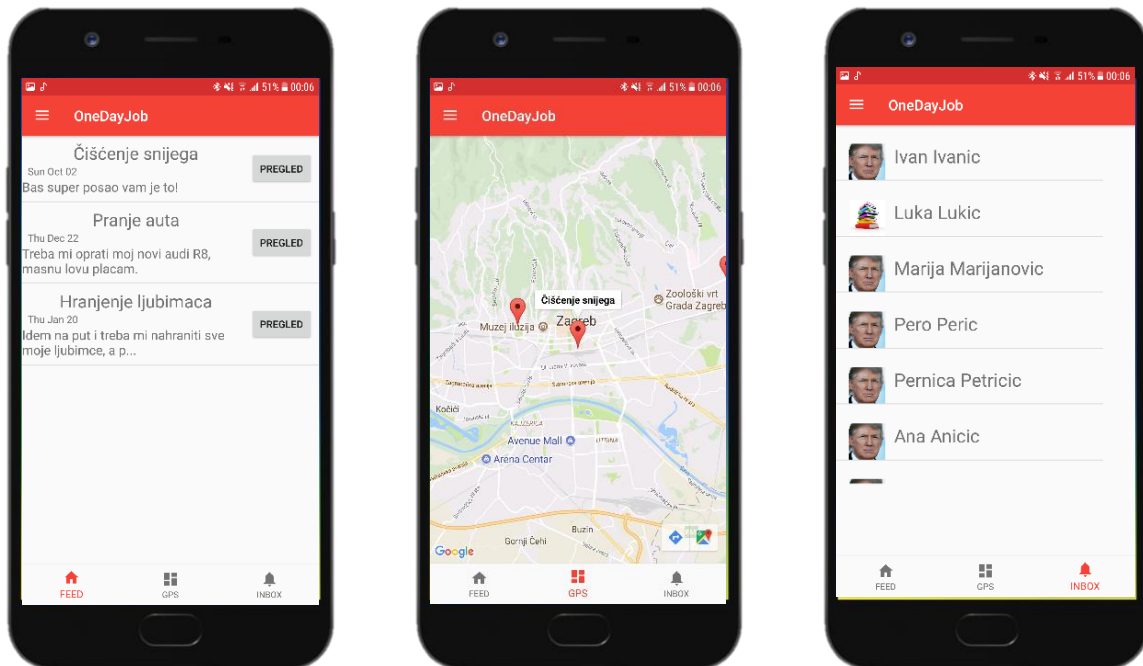 51% 00:06
OneDayJob
Čišćenje snijega
Sun Oct 02
Bas super posao vam je to!
PREGLED
Pranje auta
Thu Dec 22
Treba mi oprati moj novi audi R8,
masnu lovu placam.
PREGLED
Hranjenje ljubimaca
Thu Jan 20
Idem na put i treba mi nahraniti sve
moje ljubimce, a p...
PREGLED
FEED
GPS
INBOX
51% 00:06
OneDayJob
Čišćenje snijega
Zoološki vrt
Grada Zagreb
Muzej iluzija
Zagreb
Kočići
Avenue Mall
Arena Centar
Buzin
Gornji Čehi
Google
FEED
GPS
INBOX
51% 00:06
OneDayJob
Ivan Ivanic
Luka Lukic
Marija Marijanovic
Pero Peric
Pernica Petricic
Ana Anicic
FEED
GPS
INBOX